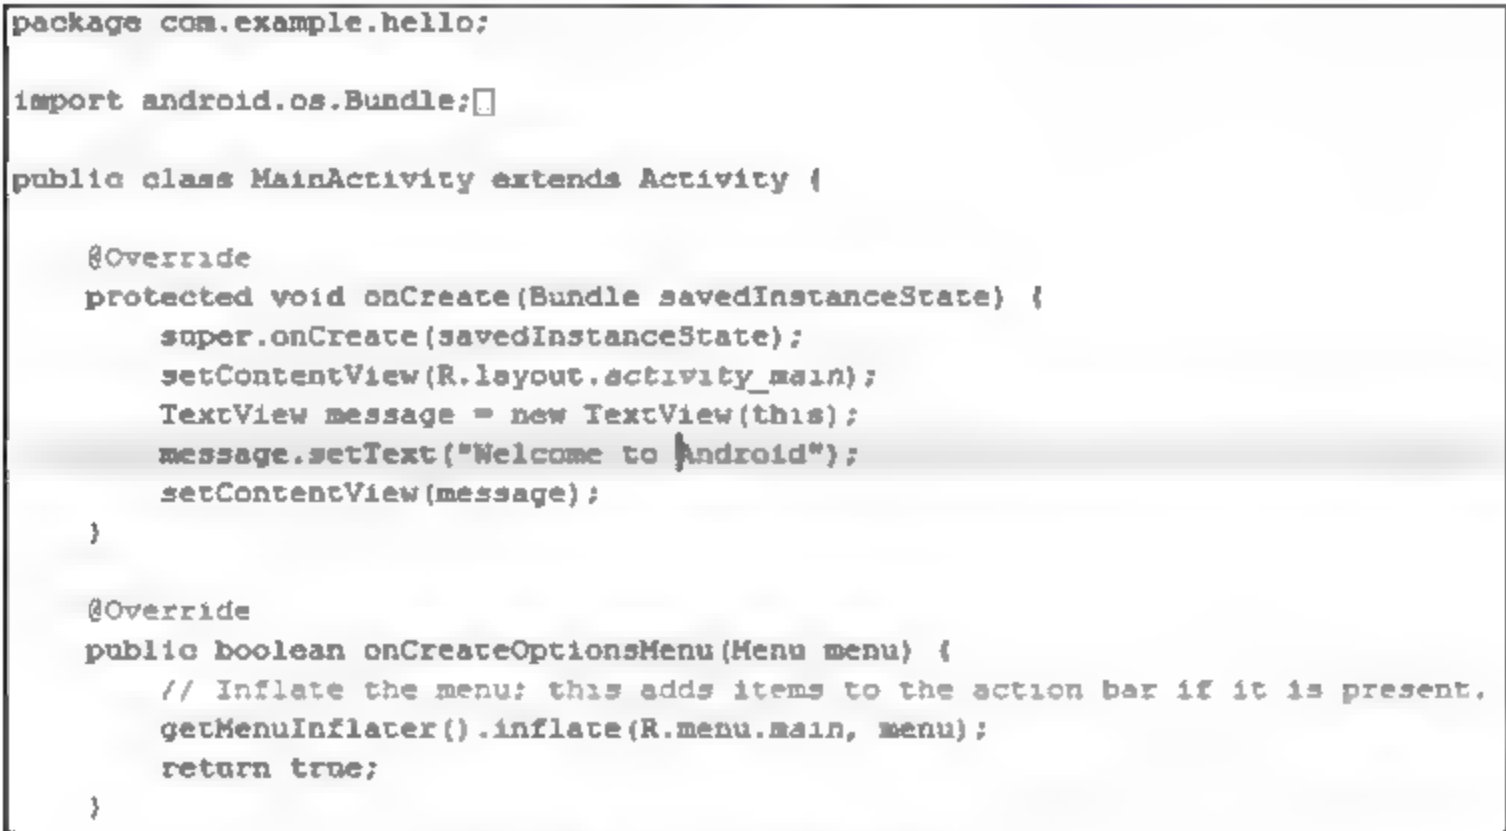 package com.example.hello;
import android.os.Bundle;
public class MainActivity extends Activity {
@Override
protected void onCreate(Bundle savedInstanceState) {
super.onCreate(savedInstanceState);
setContentView(R.layout.activity_main);
TextView message = new TextView(this);
message.setText("Welcome to Android");
setContentView(message);
}
@Override
public boolean onCreateOptionsMenu(Menu menu) {
// Inflate the menu; this adds items to the action bar if it is present.
getMenuInflater().inflate(R.menu.main, menu);
return true;
}